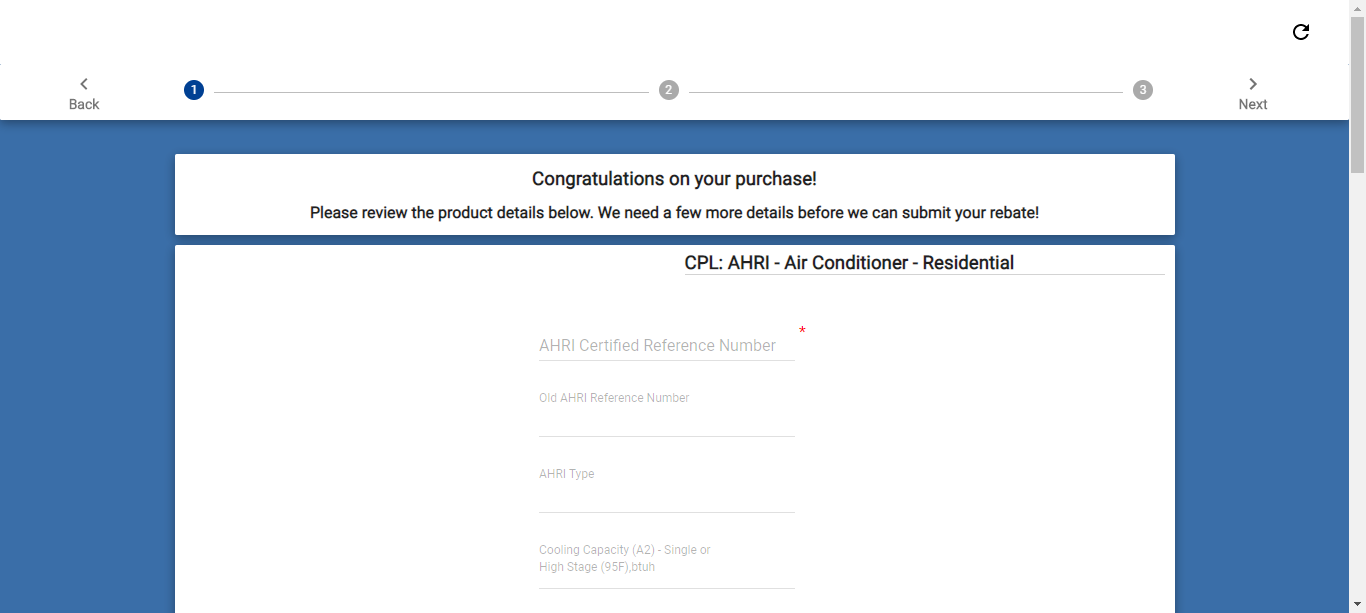 Back
1
2
3
Next
Congratulations on your purchase!
Please review the product details below. We need a few more details before we can submit your rebate!
CPL: AHRI - Air Conditioner - Residential
AHRI Certified Reference Number *
Old AHRI Reference Number
AHRI Type
Cooling Capacity (A2) - Single or
High Stage (95F),btuh